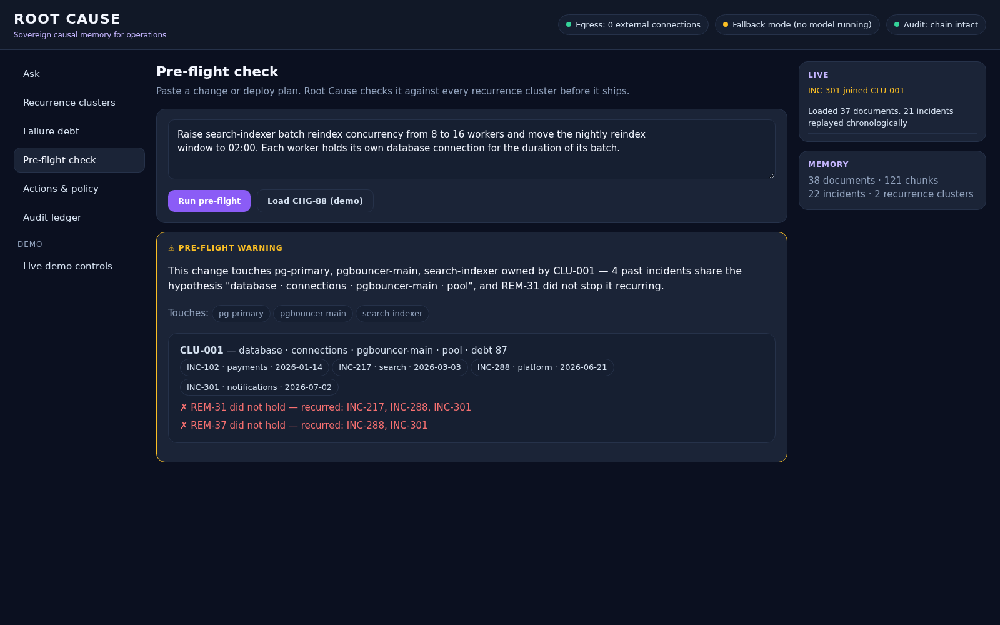 ROOT CAUSE
Sovereign causal memory for operations
Egress: 0 external connections
Fallback mode (no model running)
Audit: chain intact
Ask
Recurrence clusters
Failure debt
Pre-flight check
Actions & policy
Audit ledger
DEMO
Live demo controls
Pre-flight check
Paste a change or deploy plan. Root Cause checks it against every recurrence cluster before it ships.
Raise search-indexer batch reindex concurrency from 8 to 16 workers and move the nightly reindex
window to 02:00. Each worker holds its own database connection for the duration of its batch.
Run pre-flight
Load CHG-88 (demo)
⚠ PRE-FLIGHT WARNING
This change touches pg-primary, pgbouncer-main, search-indexer owned by CLU-001 — 4 past incidents share the
hypothesis "database · connections · pgbouncer-main · pool", and REM-31 did not stop it recurring.
Touches: pg-primary pgbouncer-main search-indexer
CLU-001 — database · connections · pgbouncer-main · pool · debt 87
INC-102 · payments · 2026-01-14 INC-217 · search · 2026-03-03 INC-288 · platform · 2026-06-21
INC-301 · notifications · 2026-07-02
✗ REM-31 did not hold — recurred: INC-217, INC-288, INC-301
✗ REM-37 did not hold — recurred: INC-288, INC-301
LIVE
INC-301 joined CLU-001
Loaded 37 documents, 21 incidents
replayed chronologically
MEMORY
38 documents · 121 chunks
22 incidents · 2 recurrence clusters